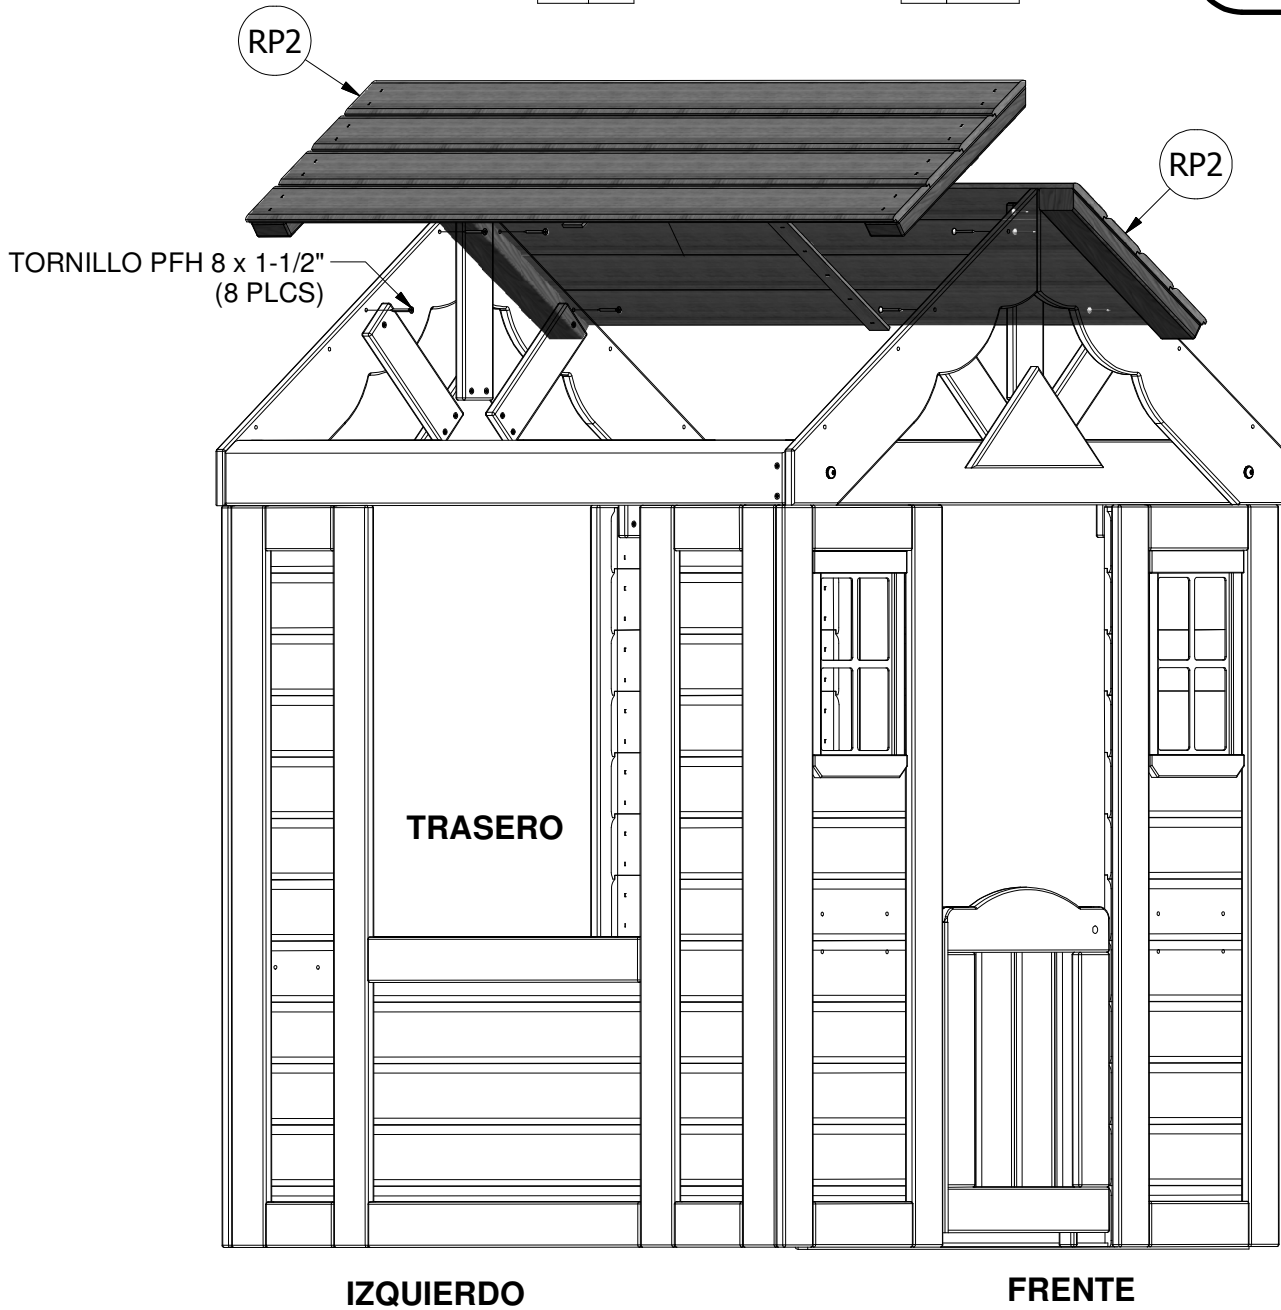 RP2
RP2
TORNILLO PFH 8 x 1-1/2"
(8 PLCS)
TRASERO
IZQUIERDO
FRENTE